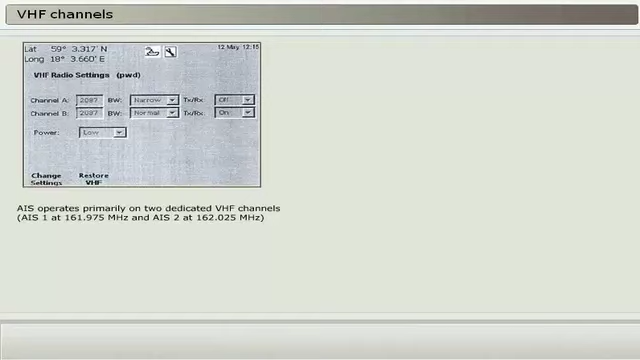 VHF channels
Lat 59° 3.317' N
12 May 12:15
Long 18° 3.660' E
VHF Radio Settings (pwd)
Channel A: 2087 BW: Narrow Tx/Rx: Off
Channel B: 2087 BW: Normal Tx/Rx: On
Power: Low
Change Restore
Settings VHF
AIS operates primarily on two dedicated VHF channels
(AIS 1 at 161.975 MHz and AIS 2 at 162.025 MHz)